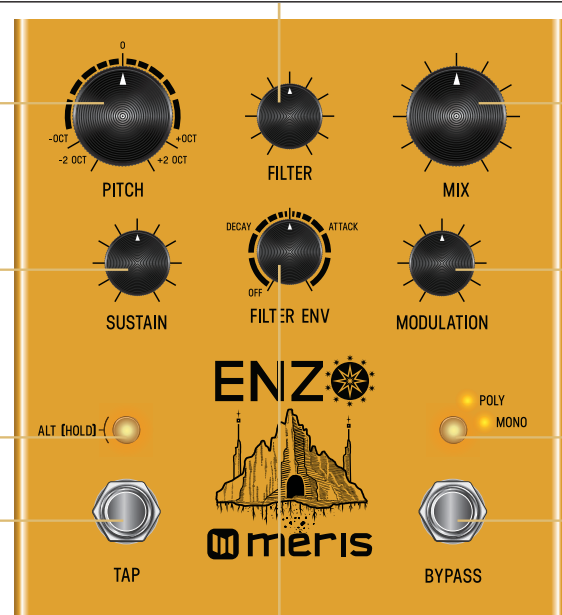 0
-OCT +OCT
-2 OCT +2 OCT
PITCH
FILTER
MIX
DECAY ATTACK
OFF
SUSTAIN
FILTER ENV
MODULATION
ENZO
POLY
ALT [HOLD]
MONO
meris
TAP
BYPASS